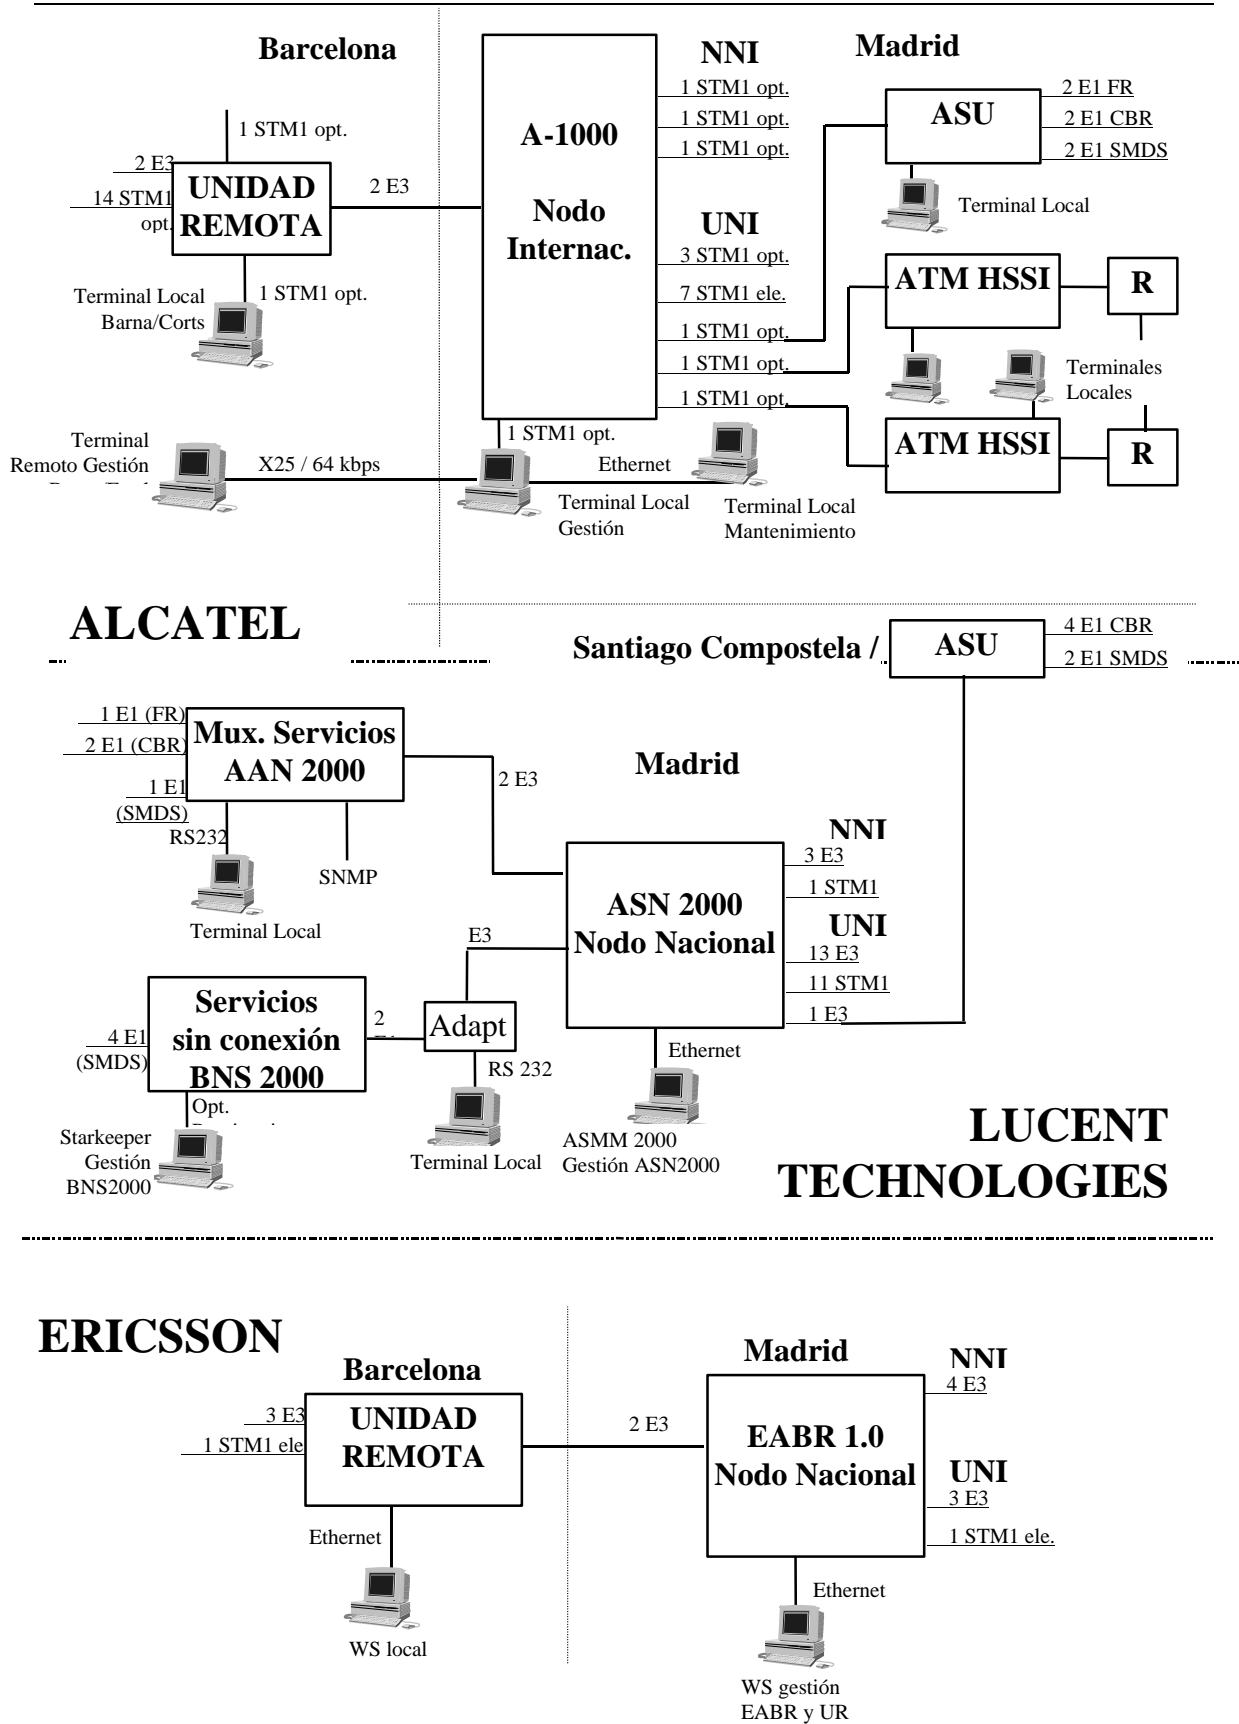 Barcelona
NNI
Madrid
1 STM1 opt.
1 STM1 opt.
1 STM1 opt.
A-1000
Nodo
Internac.
UNI
3 STM1 opt.
7 STM1 ele.
1 STM1 opt.
1 STM1 opt.
1 STM1 opt.
1 STM1 opt.
2 E3
14 STM1
opt.
UNIDAD
REMOTA
2 E3
1 STM1 opt.
Terminal Local
Barna/Corts
ASU
2 E1 FR
2 E1 CBR
2 E1 SMDS
Terminal Local
ATM HSSI
R
Terminales
Locales
ATM HSSI
R
Terminal
Remoto Gestión
X25 / 64 kbps
1 STM1 opt.
Ethernet
Terminal Local
Gestión
Terminal Local
Mantenimiento
ALCATEL
Santiago Compostela /
ASU
4 E1 CBR
2 E1 SMDS
1 E1 (FR)
2 E1 (CBR)
1 E1
(SMDS)
Mux. Servicios
AAN 2000
2 E3
Madrid
RS232
SNMP
Terminal Local
NNI
3 E3
1 STM1
ASN 2000
Nodo Nacional
UNI
13 E3
11 STM1
1 E3
E3
Servicios
sin conexión
BNS 2000
4 E1
(SMDS)
2
Adapt
RS 232
Terminal Local
Ethernet
ASMM 2000
Gestión ASN2000
Opt.
Starkeeper
Gestión
BNS2000
LUCENT
TECHNOLOGIES
ERICSSON
Barcelona
Madrid
3 E3
1 STM1 ele
UNIDAD
REMOTA
2 E3
EABR 1.0
Nodo Nacional
NNI
4 E3
UNI
3 E3
1 STM1 ele.
Ethernet
WS local
Ethernet
WS gestión
EABR y UR